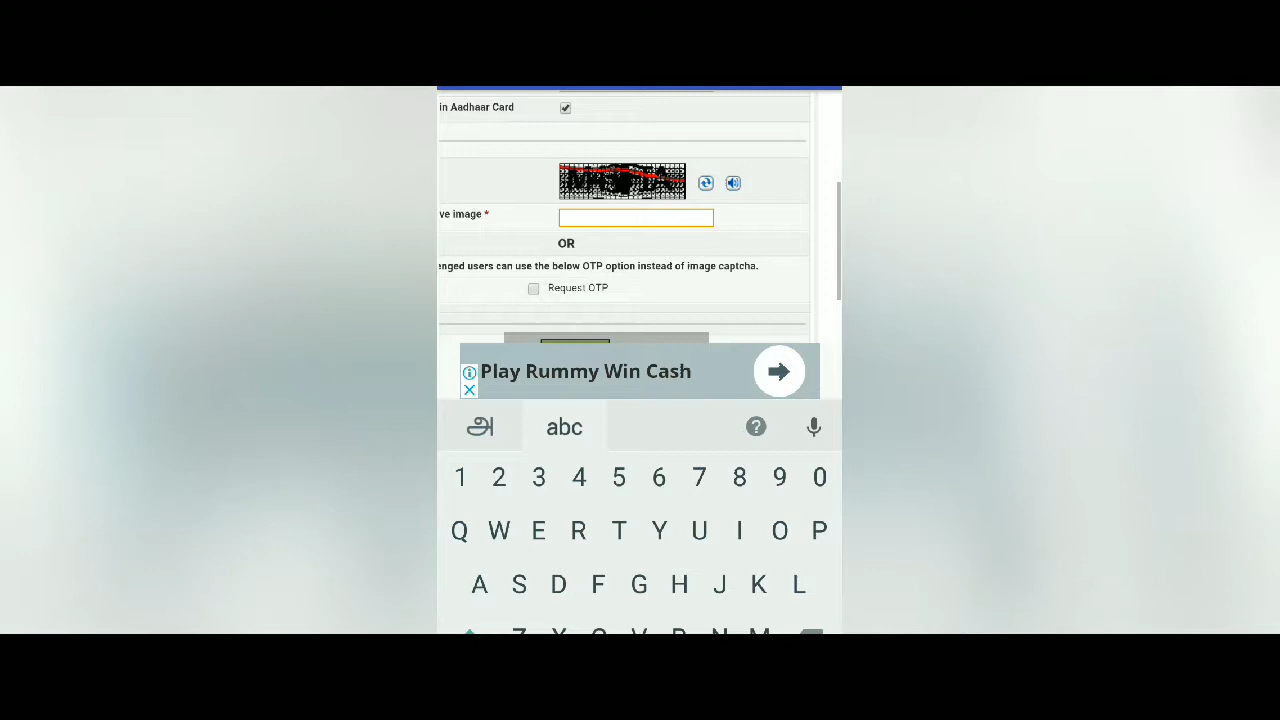 in Aadhaar Card
ve image *
OR
enged users can use the below OTP option instead of image captcha.
Request OTP
Play Rummy Win Cash
அ abc
1 2 3 4 5 6 7 8 9 0
Q W E R T Y U I O P
A S D F G H J K L